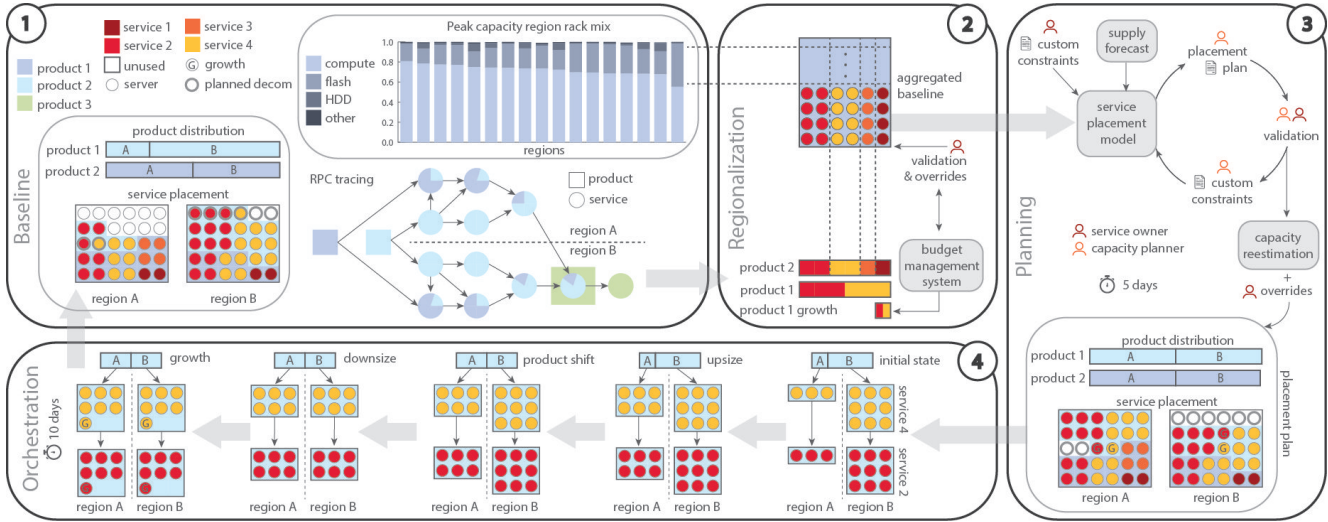 1
service 1
service 2
service 3
service 4
unused
growth
G
server
planned decom
product 1
product 2
product 3
Baseline
product distribution
product 1
A
B
product 2
A
B
service placement
region A
region B
Peak capacity region rack mix
compute
flash
HDD
other
1.0
0.8
0.6
0.4
0.2
0.0
regions
RPC tracing
product
service
region A
region B
2
Regionalization
aggregated
baseline
validation
& overrides
budget
management
system
product 2
product 1
product 1 growth
3
Planning
custom
constraints
supply
forecast
placement
plan
service
placement
model
validation
custom
constraints
service owner
capacity planner
5 days
capacity
reestimation
+
overrides
placement plan
product distribution
product 1
A
B
product 2
A
B
service placement
G
G
G
G
region A
region B
4
Orchestration
10 days
A
B
growth
G
G
G
G
region A
region B
A
B
downsize
region A
region B
A
B
product shift
region A
region B
A
B
upsize
region A
region B
A
B
initial state
service 4
service 2
region A
region B